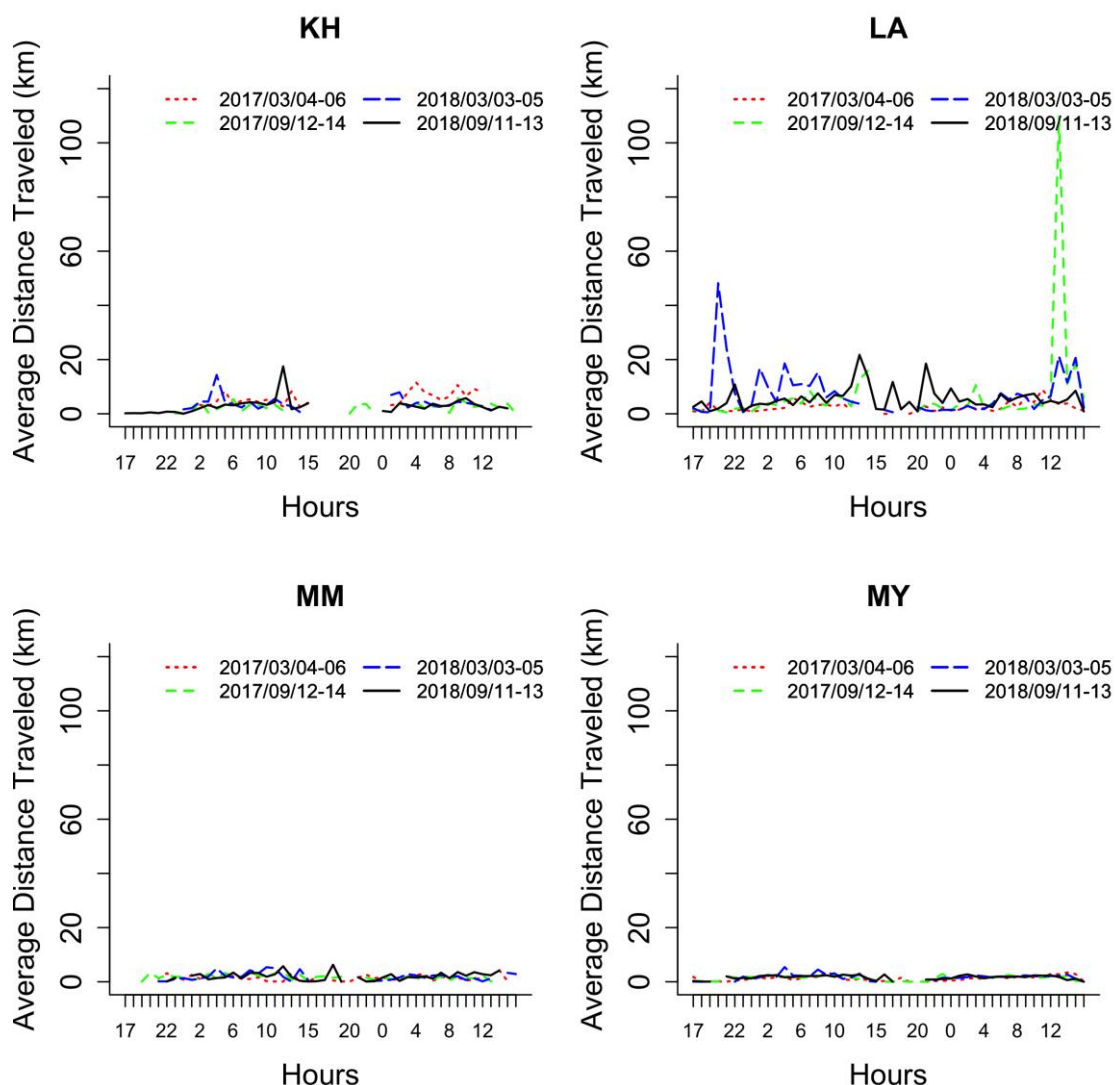 KH
Average Distance Traveled (km)
0 20 60 100
2017/03/04-06 2018/03/03-05
2017/09/12-14 2018/09/11-13
17 22 2 6 10 15 20 0 4 8 12
Hours
LA
Average Distance Traveled (km)
0 20 60 100
2017/03/04-06 2018/03/03-05
2017/09/12-14 2018/09/11-13
17 22 2 6 10 15 20 0 4 8 12
Hours
MM
Average Distance Traveled (km)
0 20 60 100
2017/03/04-06 2018/03/03-05
2017/09/12-14 2018/09/11-13
17 22 2 6 10 15 20 0 4 8 12
Hours
MY
Average Distance Traveled (km)
0 20 60 100
2017/03/04-06 2018/03/03-05
2017/09/12-14 2018/09/11-13
17 22 2 6 10 15 20 0 4 8 12
Hours